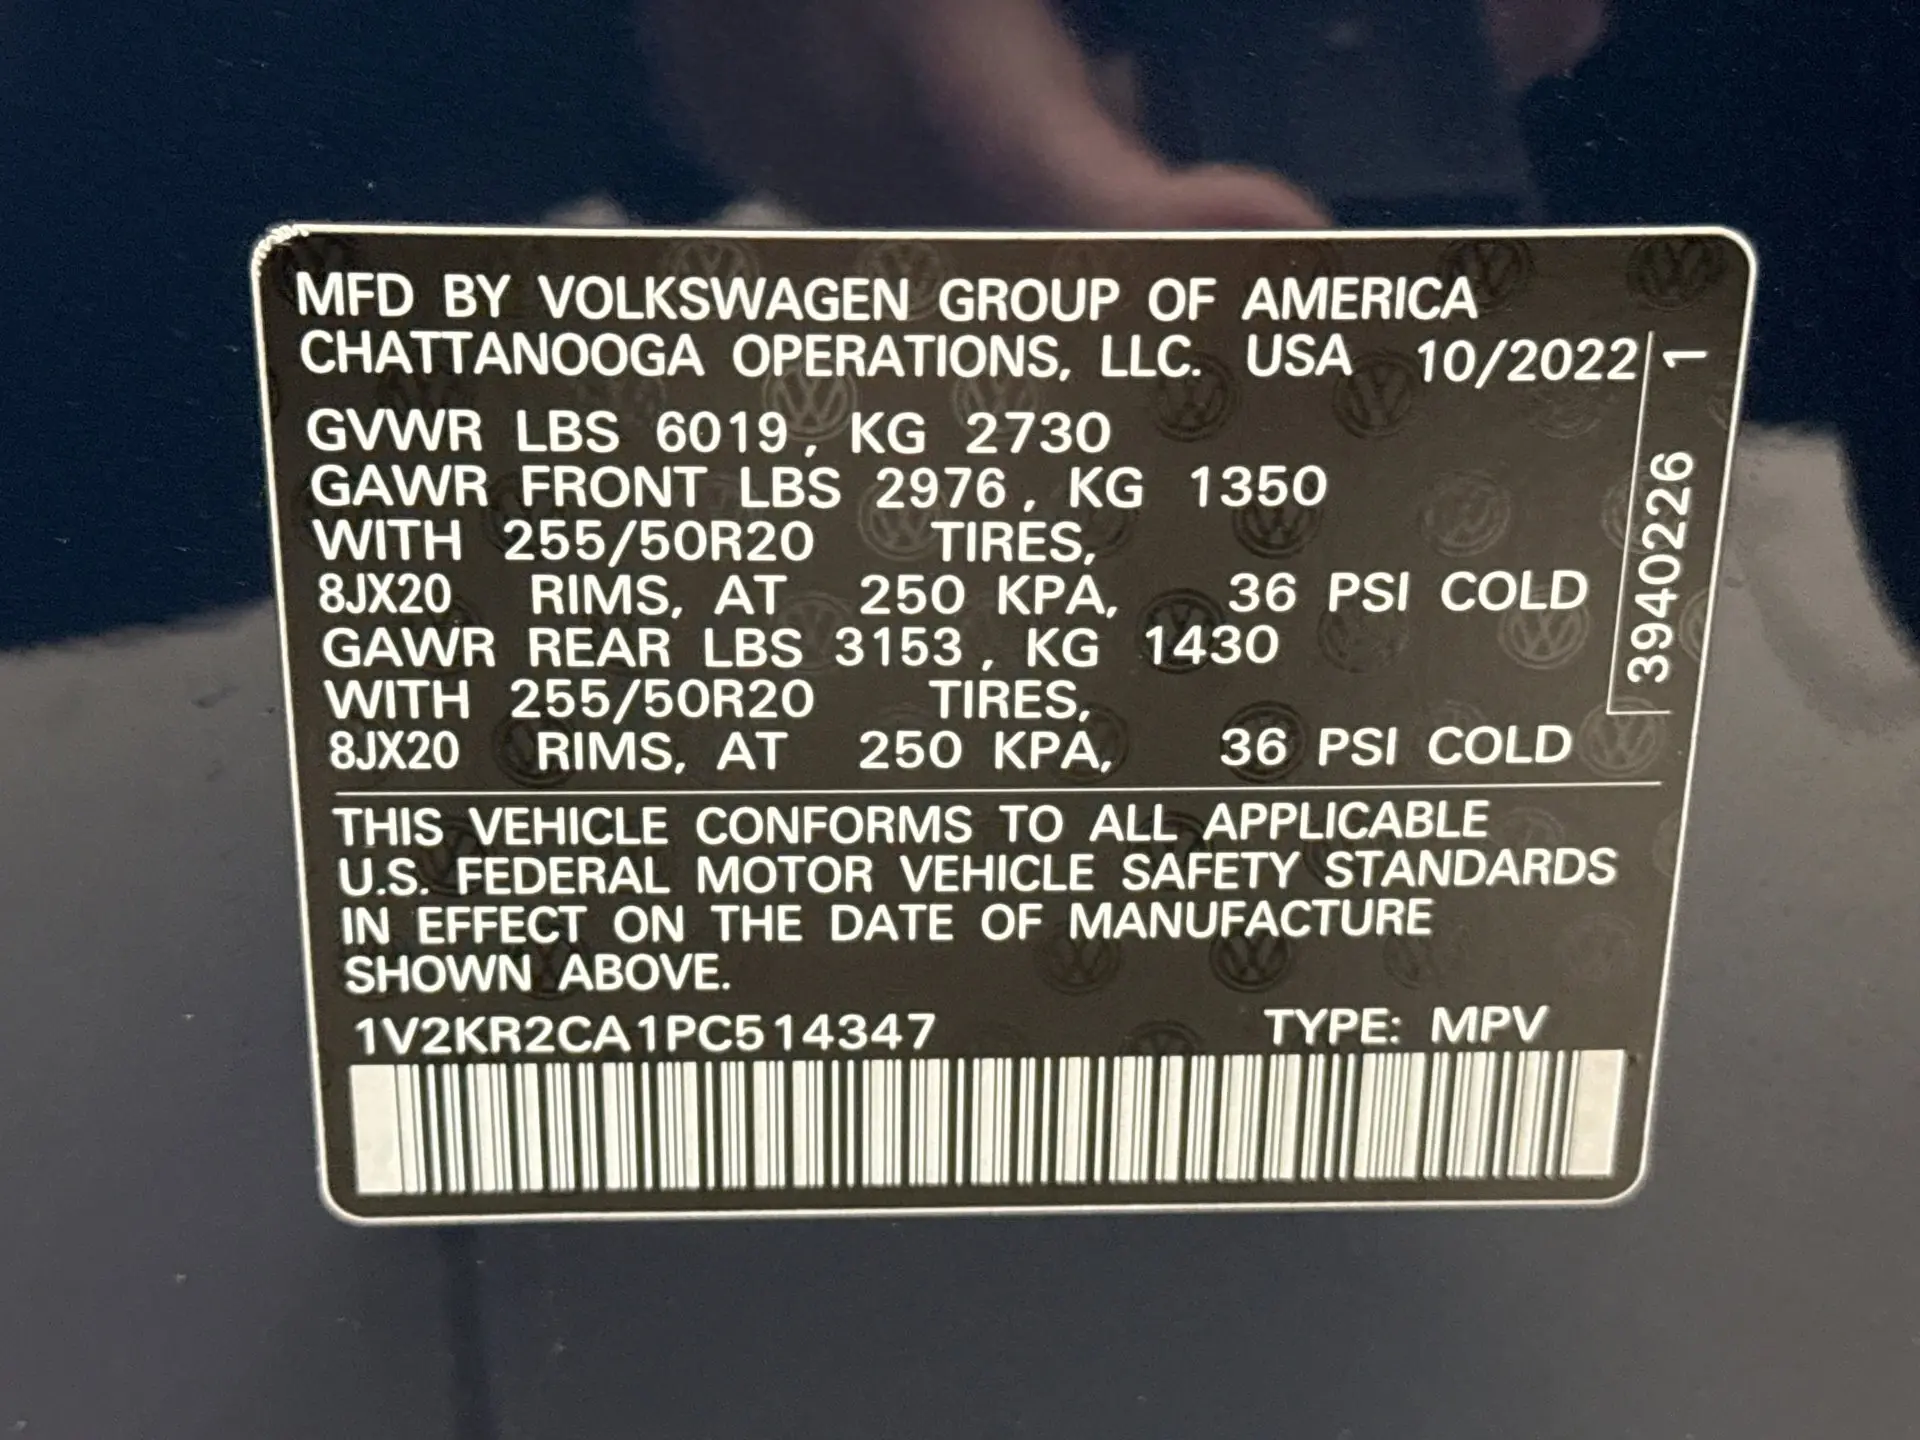 MFD BY VOLKSWAGEN GROUP OF AMERICA
CHATTANOOGA OPERATIONS, LLC. USA 10/2022
GVWR LBS 6019, KG 2730
GAWR FRONT LBS 2976, KG 1350
WITH 255/50R20 TIRES,
8JX20 RIMS, AT 250 KPA, 36 PSI COLD
GAWR REAR LBS 3153, KG 1430
WITH 255/50R20 TIRES,
8JX20 RIMS, AT 250 KPA, 36 PSI COLD
3940226 1
THIS VEHICLE CONFORMS TO ALL APPLICABLE
U.S. FEDERAL MOTOR VEHICLE SAFETY STANDARDS
IN EFFECT ON THE DATE OF MANUFACTURE
SHOWN ABOVE.
1V2KR2CA1PC514347 TYPE: MPV